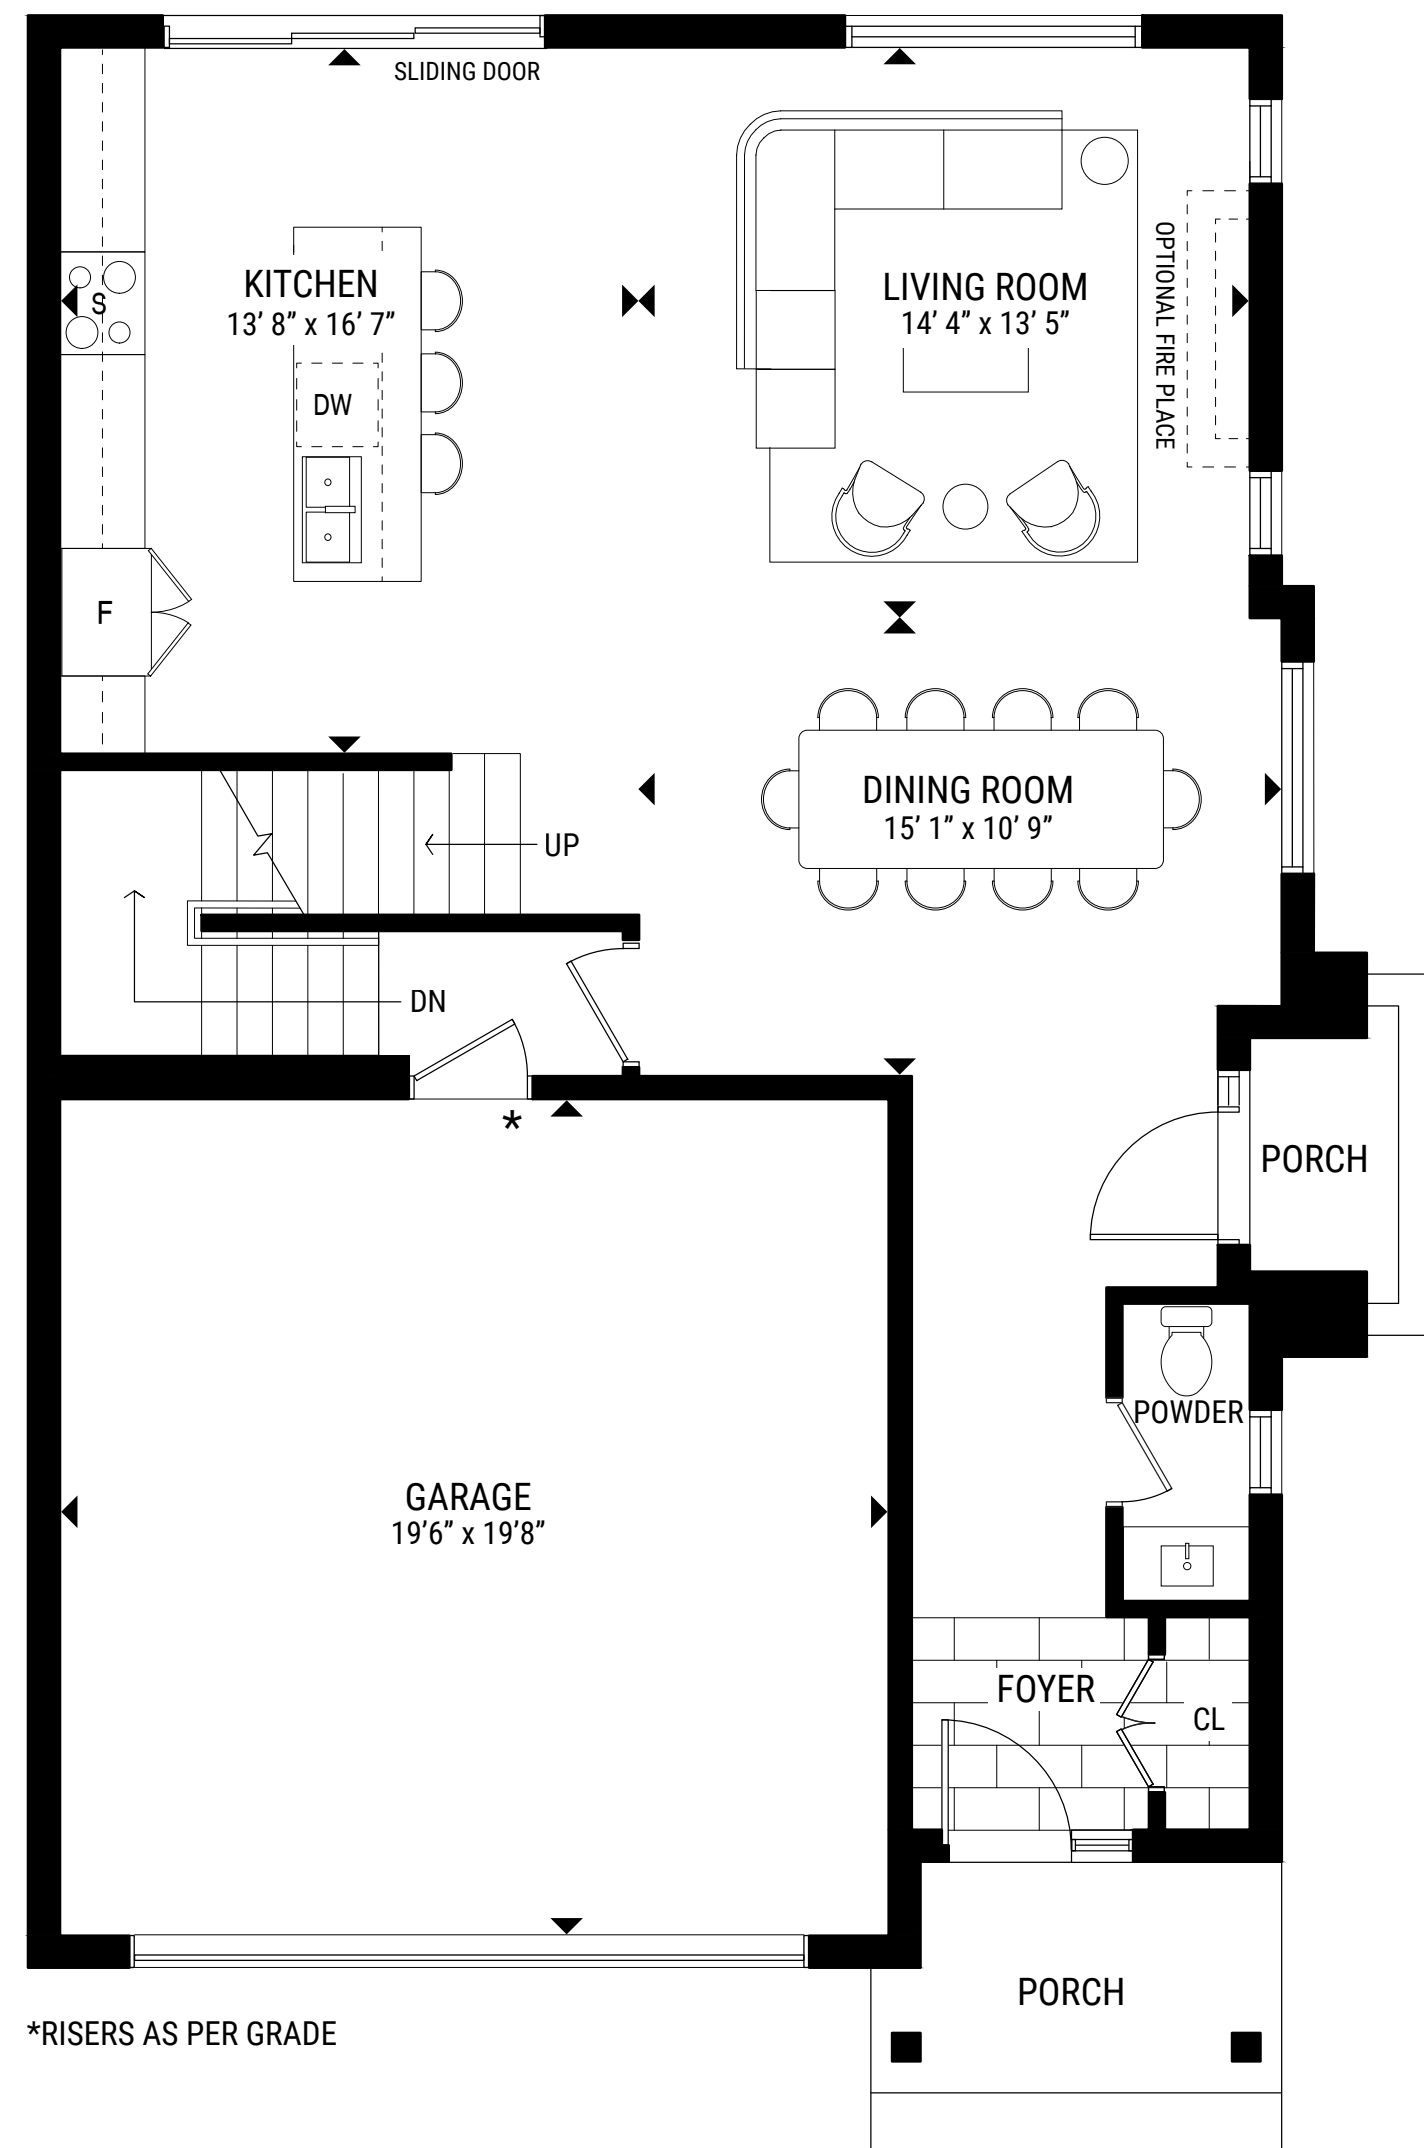 SLIDING DOOR
KITCHEN
13’ 8” x 16’ 7”
S
DW
F
LIVING ROOM
14’ 4” x 13’ 5”
OPTIONAL FIRE PLACE
DINING ROOM
15’ 1” x 10’ 9”
UP
DN
*
PORCH
POWDER
GARAGE
19’6” x 19’8”
FOYER
CL
PORCH
*RISERS AS PER GRADE